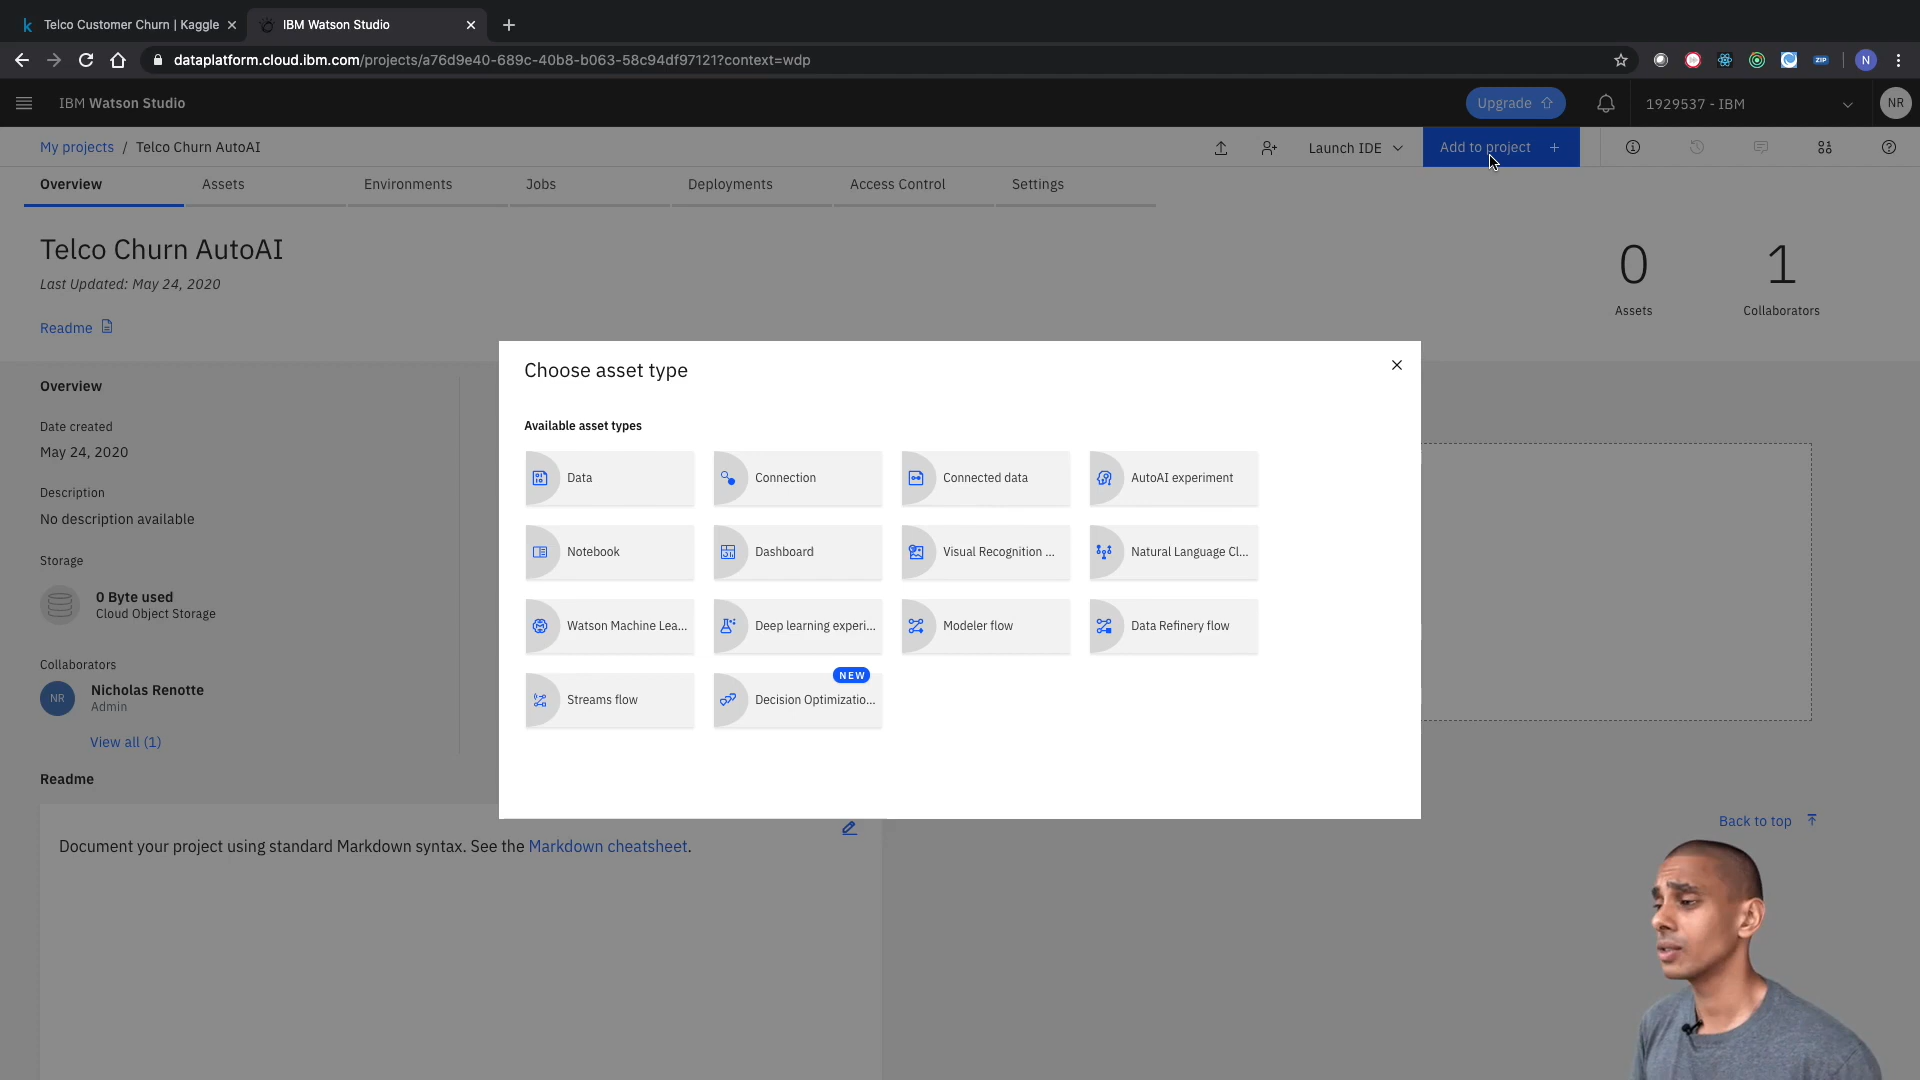 Telco Customer Churn | Kaggle
IBM Watson Studio
dataplatform.cloud.ibm.com/projects/a76d9e40-689c-40b8-b063-58c94df97121?context=wdp
ZIP
N
IBM Watson Studio
Upgrade
1929537 - IBM
NR
My projects / Telco Churn AutoAI
Launch IDE
Add to project +
Overview
Assets
Environments
Jobs
Deployments
Access Control
Settings
Telco Churn AutoAI
Last Updated: May 24, 2020
Readme
0
Assets
1
Collaborators
Overview
Date created
May 24, 2020
Description
No description available
Storage
0 Byte used
Cloud Object Storage
Collaborators
NR
Nicholas Renotte
Admin
View all (1)
Readme
Document your project using standard Markdown syntax. See the Markdown cheatsheet.
Choose asset type
Available asset types
Data
Connection
Connected data
AutoAI experiment
Notebook
Dashboard
Visual Recognition ...
Natural Language Cl...
Watson Machine Lea...
Deep learning experi...
Modeler flow
Data Refinery flow
Streams flow
NEW
Decision Optimizatio...
Back to top